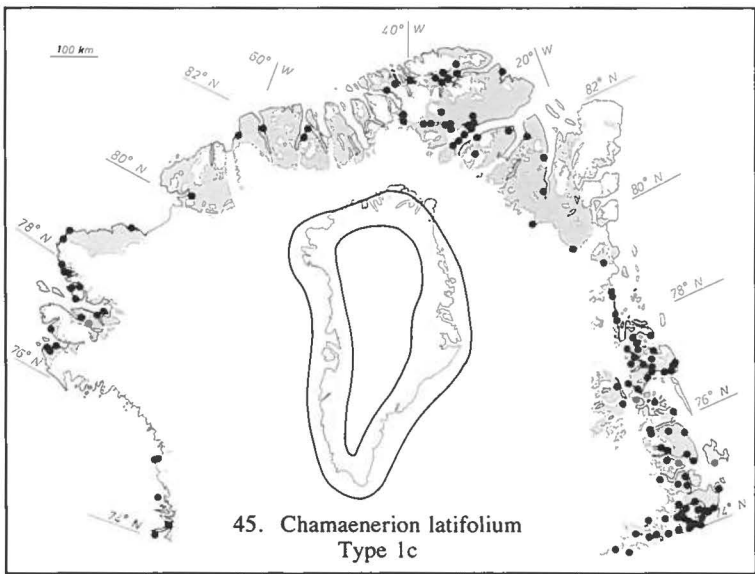 100 km
40° W
60° W
20° W
82° N
82° N
80° N
80° N
78° N
78° N
76° N
76° N
74° N
74° N
45. Chamaenerion latifolium
Type 1c